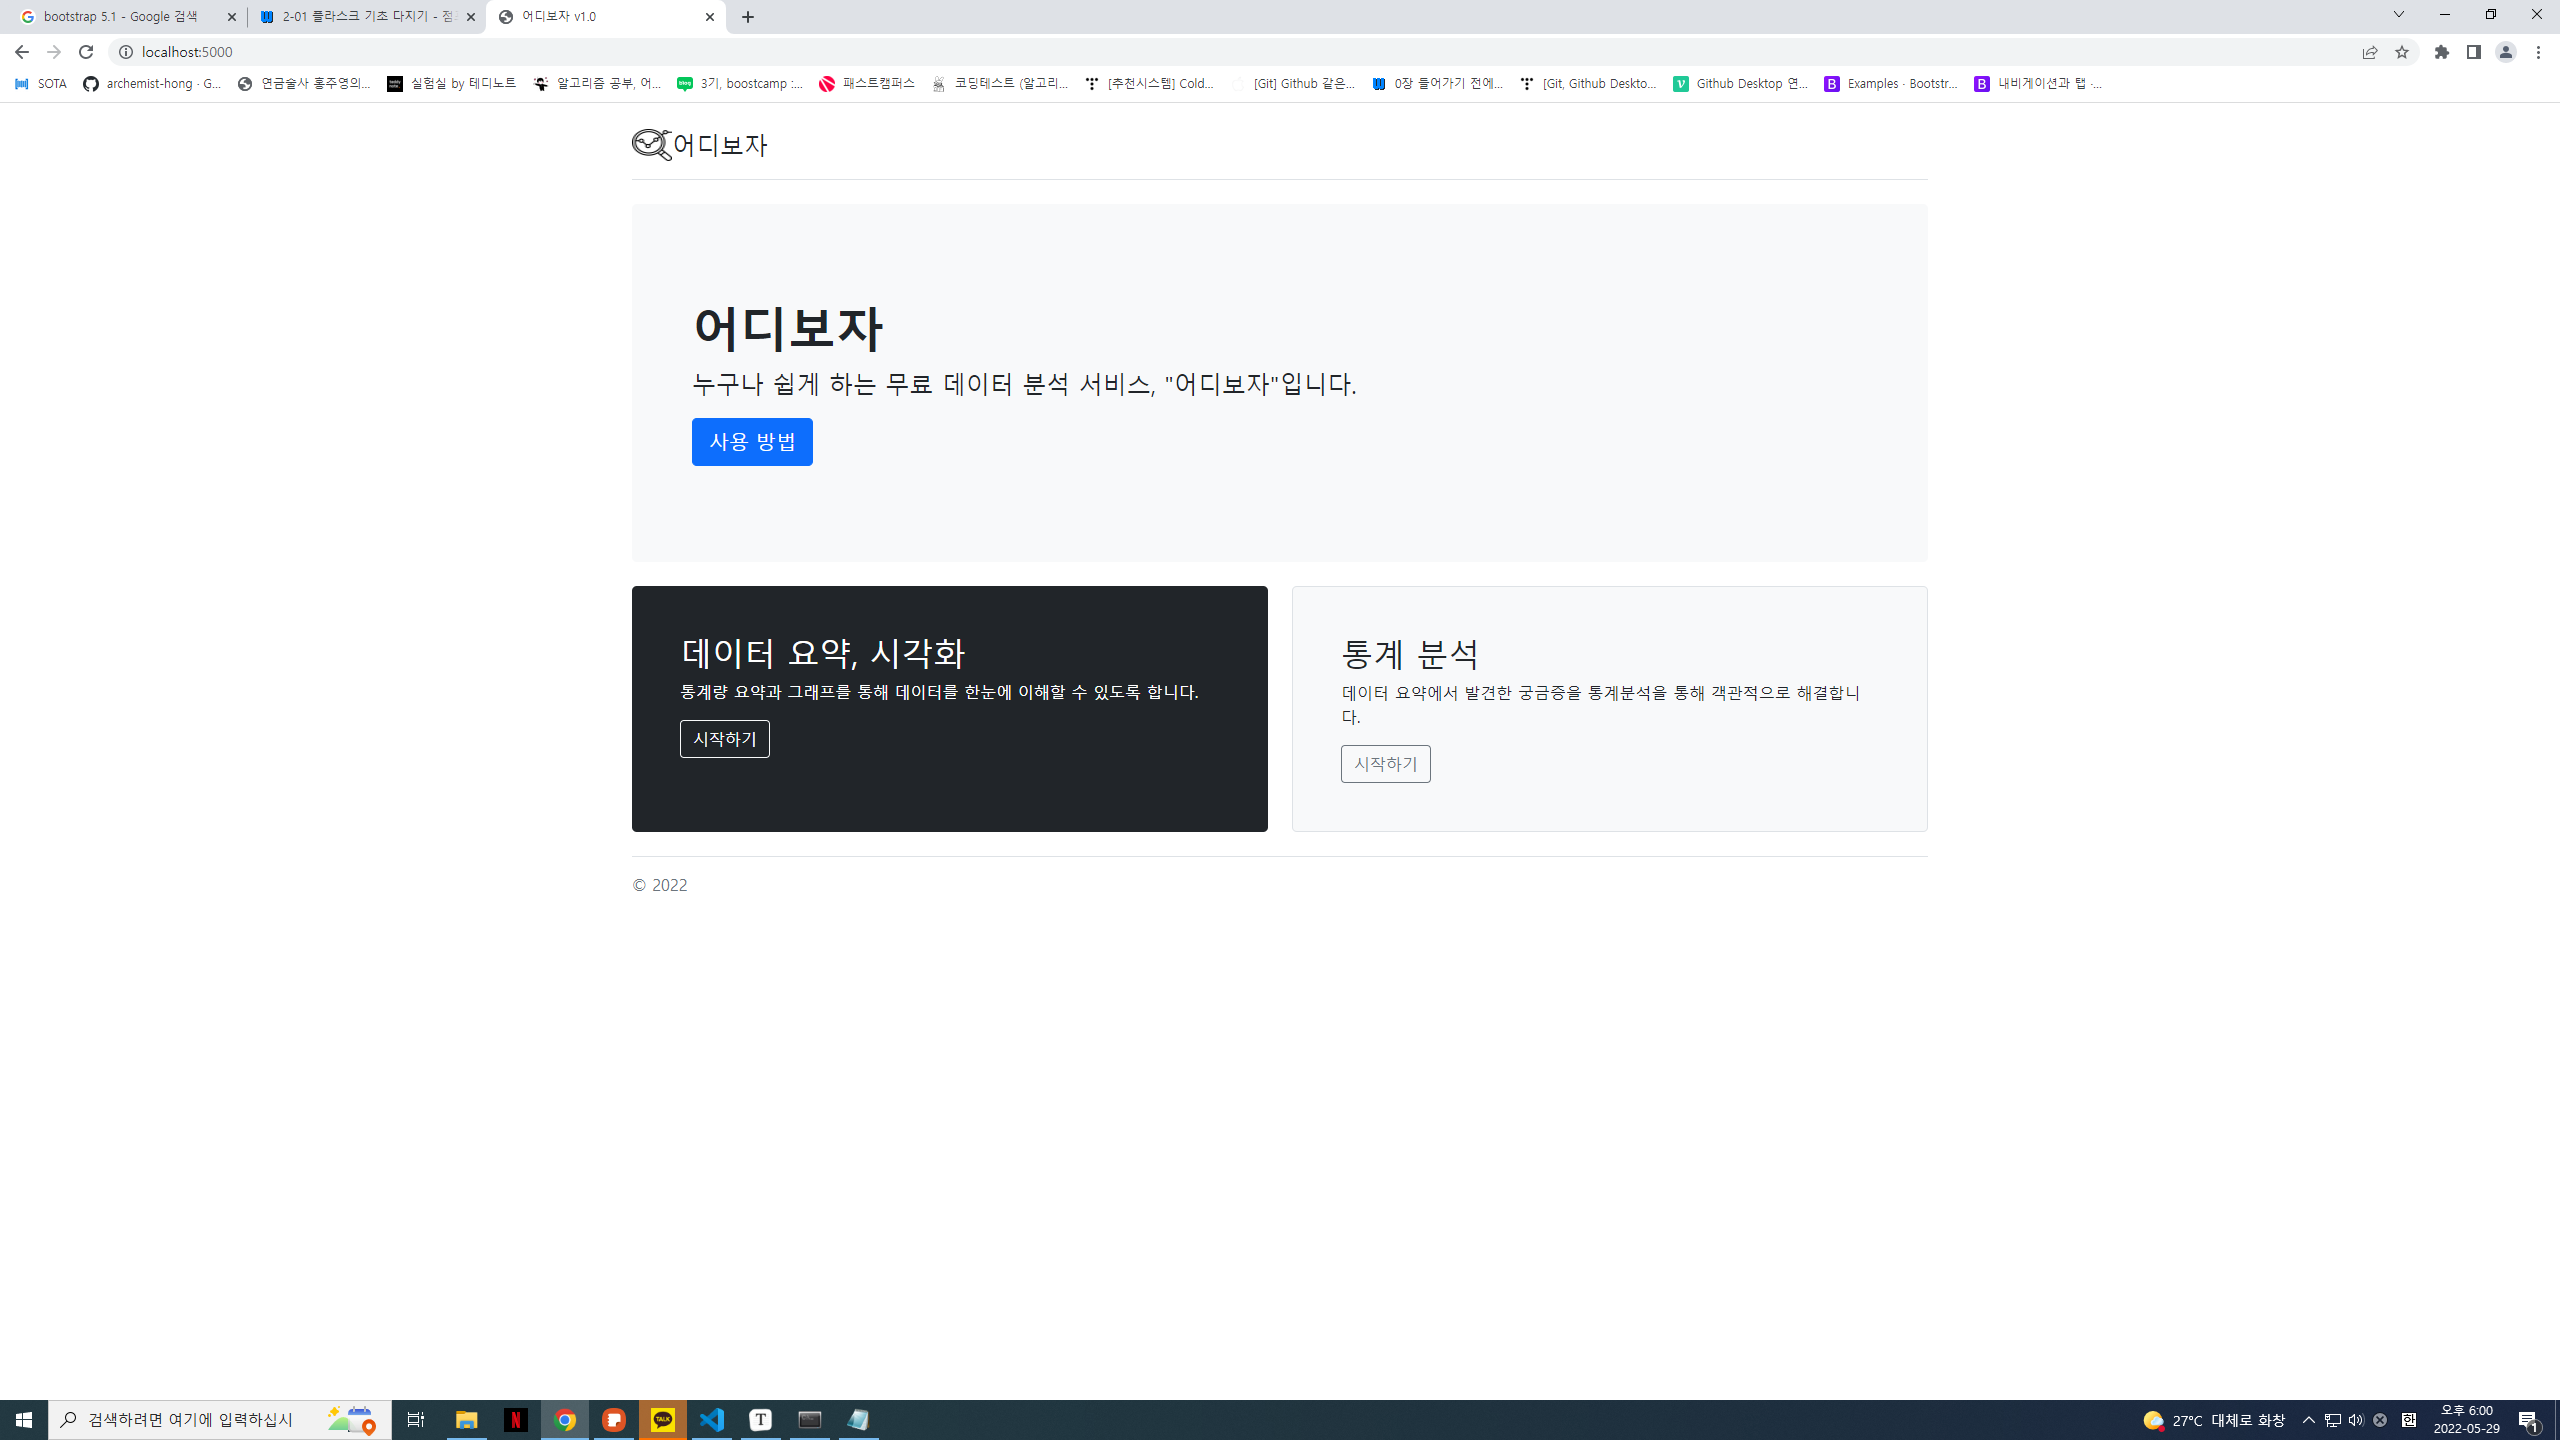 bootstrap 5.1 - Google 검색
2-01 플라스크 기초 다지기 - 점
어디보자 v1.0
localhost:5000
SOTA
archemist-hong · G...
연금술사 홍주영의...
실험실 by 테디노트
알고리즘 공부, 어...
3기, boostcamp :...
패스트캠퍼스
코딩테스트 (알고리...
[추천시스템] Cold...
[Git] Github 같은...
0장 들어가기 전에...
[Git, Github Deskto...
Github Desktop 연...
Examples · Bootstr...
내비게이션과 탭 ·...
어디보자
어디보자
누구나 쉽게 하는 무료 데이터 분석 서비스, "어디보자"입니다.
사용 방법
데이터 요약, 시각화
통계량 요약과 그래프를 통해 데이터를 한눈에 이해할 수 있도록 합니다.
시작하기
통계 분석
데이터 요약에서 발견한 궁금증을 통계분석을 통해 객관적으로 해결합니
다.
시작하기
© 2022
검색하려면 여기에 입력하십시
TALK
27°C 대체로 화창
한
오후 6:00
2022-05-29
1